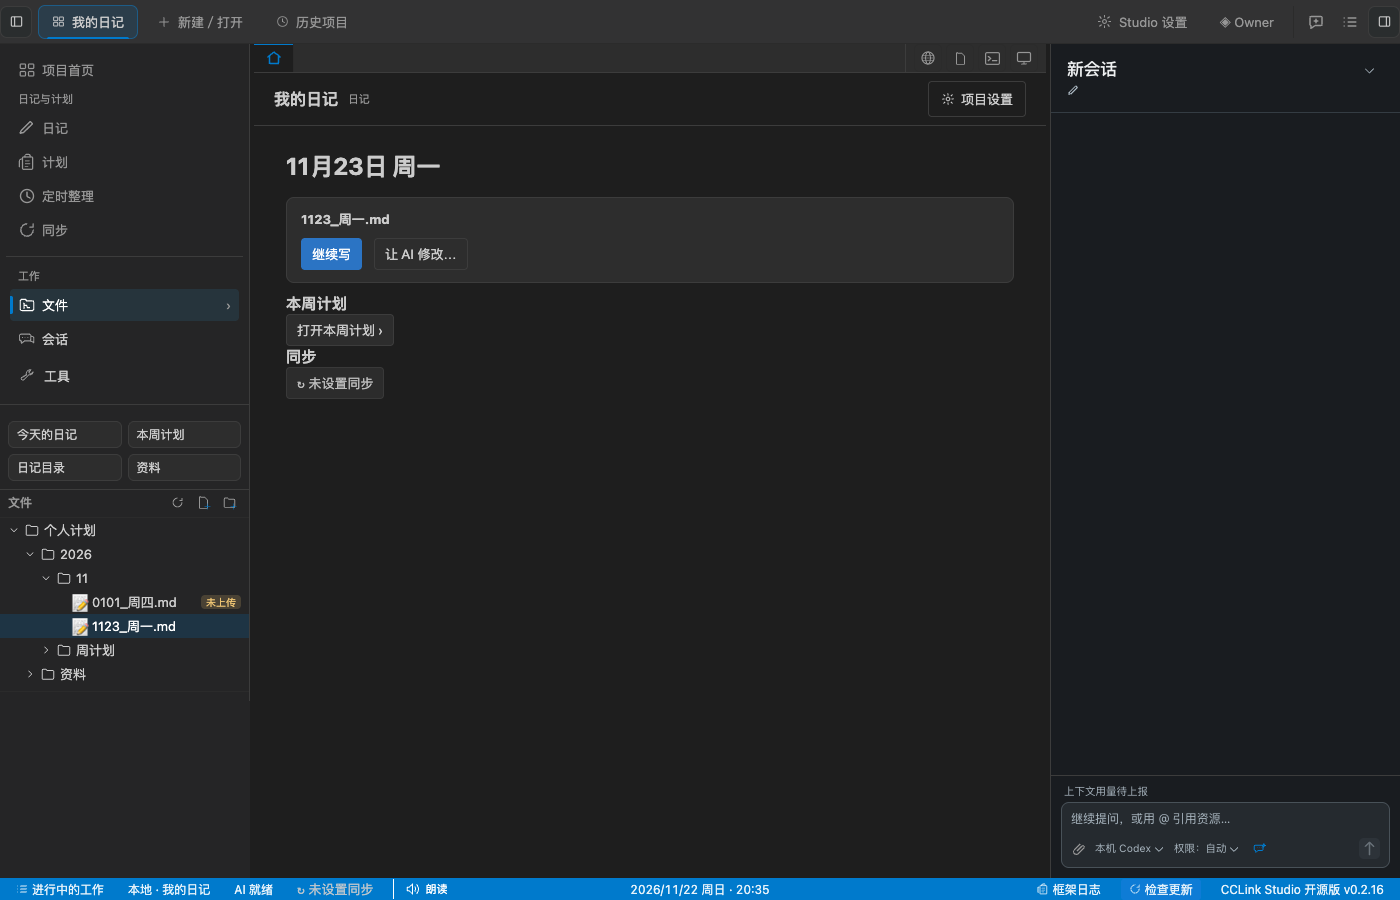 我的日记
新建 / 打开
历史项目
Studio 设置
Owner
项目首页
日记与计划
日记
计划
定时整理
同步
工作
文件
会话
工具
今天的日记
本周计划
日记目录
资料
文件
个人计划
2026
11
0101_周四.md
未上传
1123_周一.md
周计划
资料
我的日记 日记
项目设置
11月23日 周一
1123_周一.md
继续写
让 AI 修改...
本周计划
打开本周计划 ›
同步
↻ 未设置同步
新会话
上下文用量待上报
继续提问，或用 @ 引用资源...
本机 Codex
权限：自动
进行中的工作
本地 · 我的日记
AI 就绪
↻ 未设置同步
朗读
2026/11/22 周日 · 20:35
框架日志
检查更新
CCLink Studio 开源版 v0.2.16